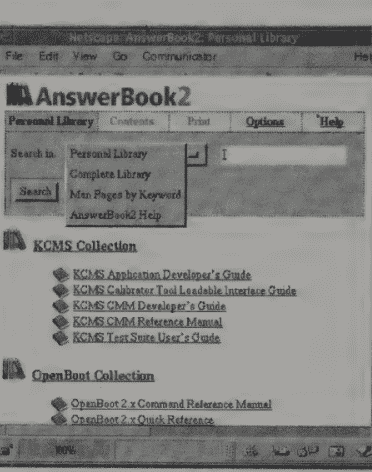 Netscape: AnswerBook2: Personal Library
File Edit View Go Communicator Hel
AnswerBook2
Personal Library Contents Print Options Help
Search in: Personal Library
Complete Library
Search Man Pages by Keyword
AnswerBook2 Help
KCMS Collection
KCMS Application Developer's Guide
KCMS Calibrator Tool Loadable Interface Guide
KCMS CMM Developer's Guide
KCMS CMM Reference Manual
KCMS Test Suite User's Guide
OpenBoot Collection
OpenBoot 2.x Command Reference Manual
OpenBoot 2.x Quick Reference
100%